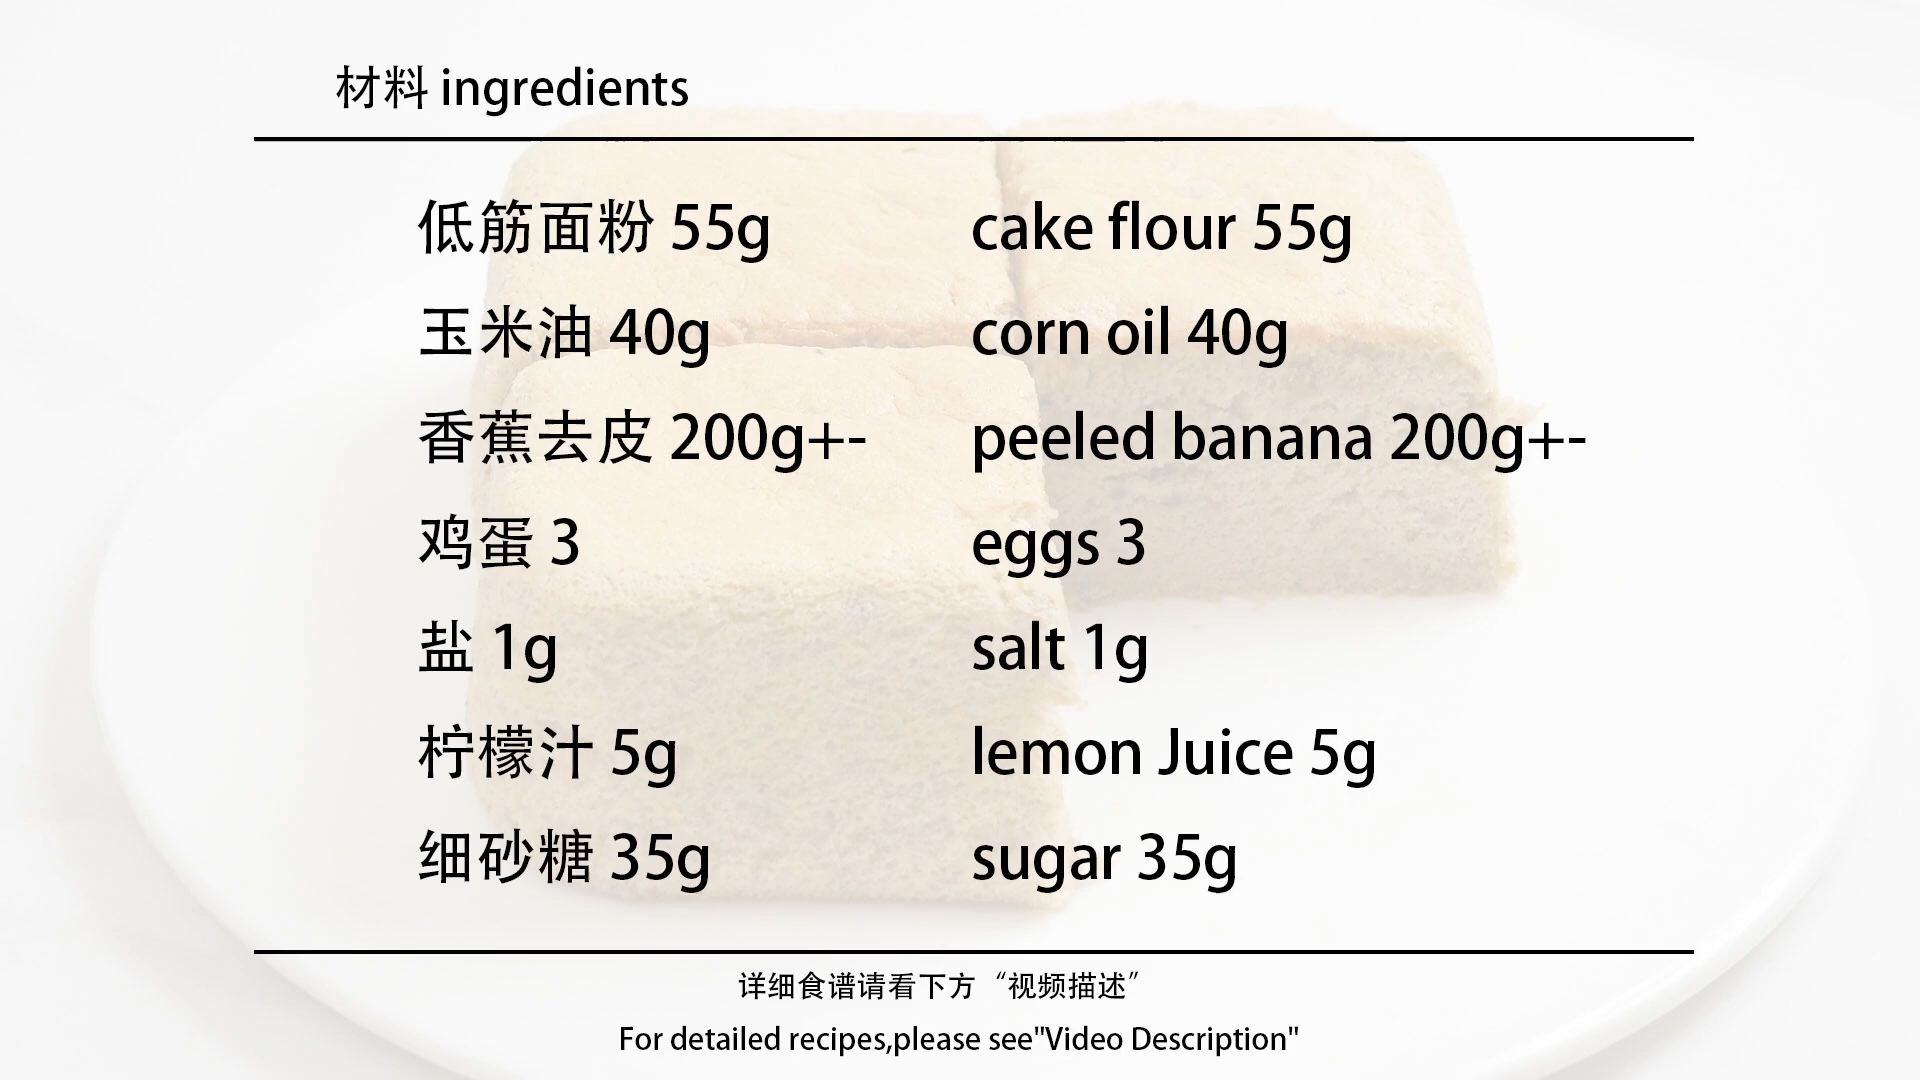 材料 ingredients
低筋面粉 55g cake flour 55g
玉米油 40g corn oil 40g
香蕉去皮 200g+- peeled banana 200g+-
鸡蛋 3 eggs 3
盐 1g salt 1g
柠檬汁 5g lemon Juice 5g
细砂糖 35g sugar 35g
详细食谱请看下方“视频描述”
For detailed recipes,please see"Video Description"